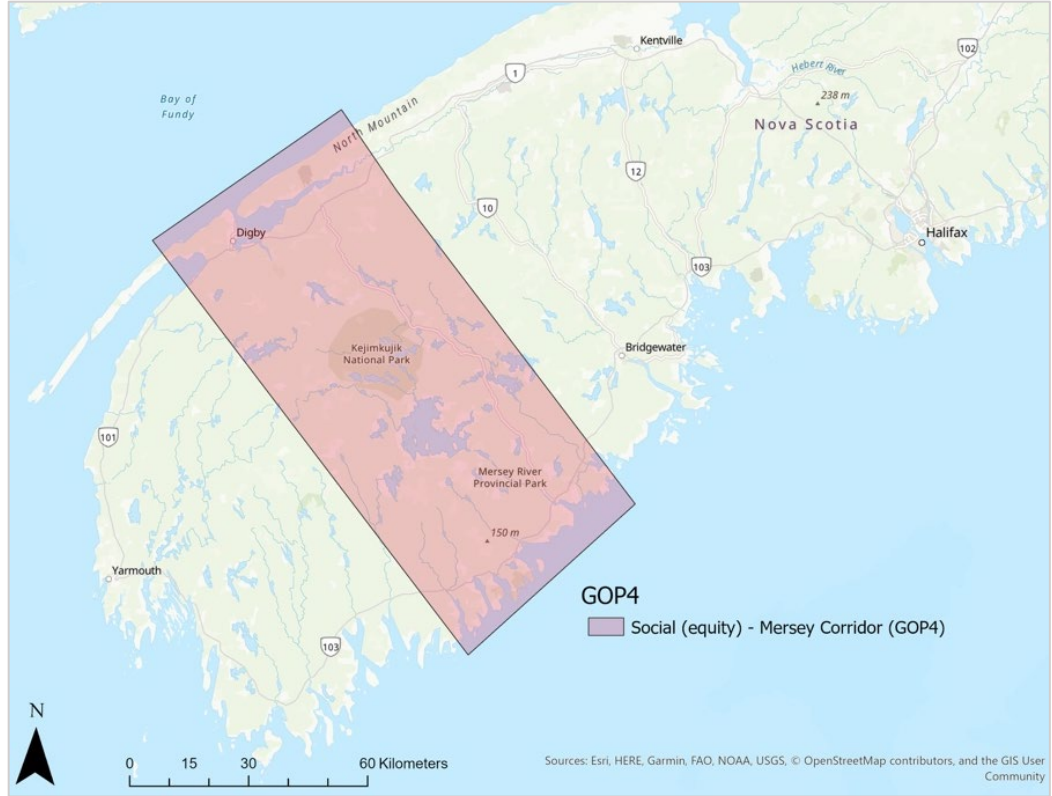 Kentville
102
1
Hebert River
Bay of
Fundy
238 m
North Mountain
Nova Scotia
12
10
Digby
Halifax
103
Kejimkujik
National Park
Bridgewater
101
Mersey River
Provincial Park
150 m
Yarmouth
GOP4
Social (equity) - Mersey Corridor (GOP4)
103
N
0 15 30 60 Kilometers
Sources: Esri, HERE, Garmin, FAO, NOAA, USGS, © OpenStreetMap contributors, and the GIS User
Community